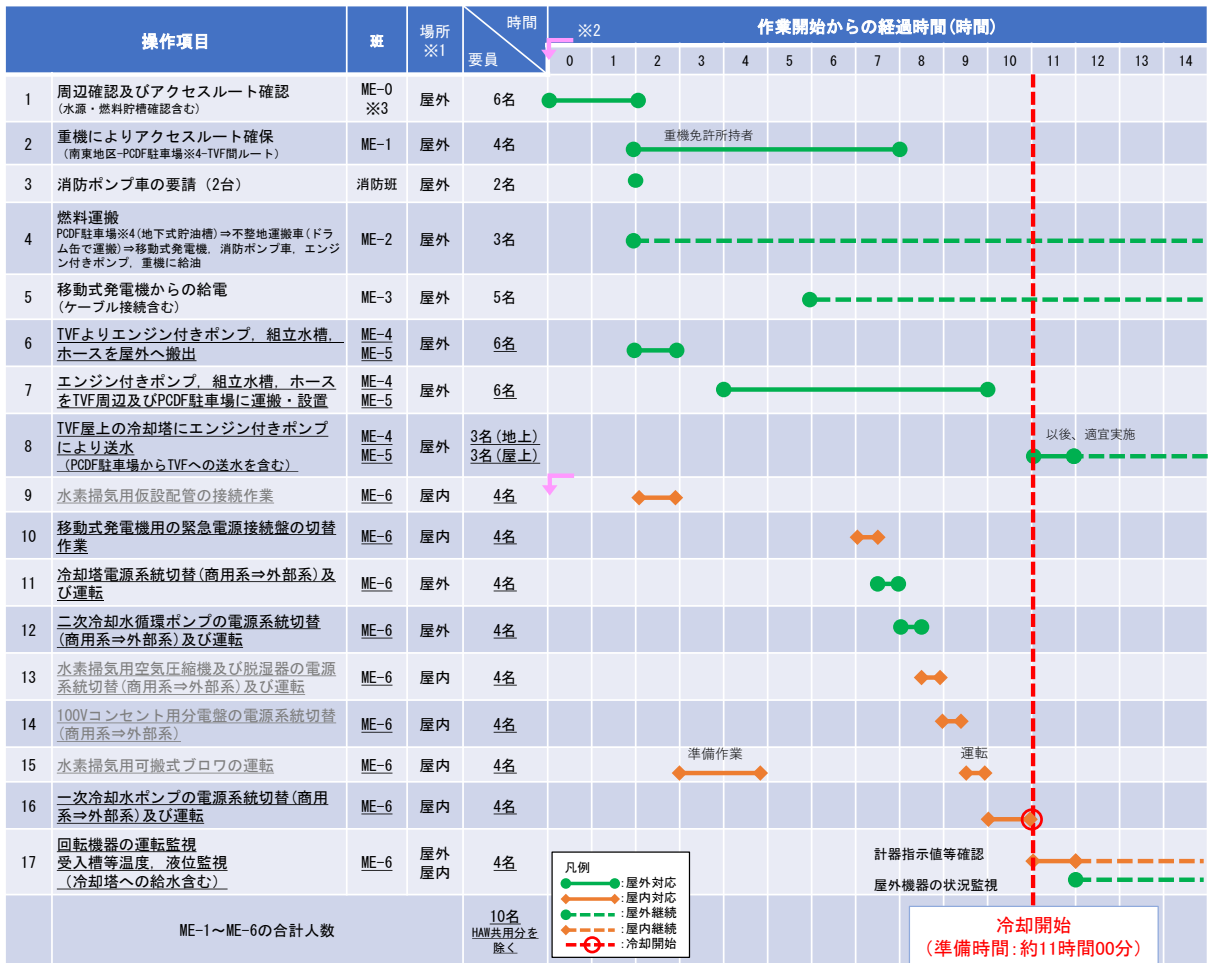 操作項目
班
場所
※1
時間
要員
※2
作業開始からの経過時間(時間)
0 1 2 3 4 5 6 7 8 9 10 11 12 13 14
1
周辺確認及びアクセスルート確認
(水源・燃料貯槽確認含む)
ME-0
※3
屋外
6名
2
重機によりアクセスルート確保
(南東地区-PCDF駐車場※4-TVF間ルート)
ME-1
屋外
4名
重機免許所持者
3
消防ポンプ車の要請（2台）
消防班
屋外
2名
4
燃料運搬
PCDF駐車場※4(地下式貯油槽)⇒不整地運搬車(ドラ
ム缶で運搬)⇒移動式発電機，消防ポンプ車，エンジ
ン付きポンプ，重機に給油
ME-2
屋外
3名
5
移動式発電機からの給電
(ケーブル接続含む)
ME-3
屋外
5名
6
TVFよりエンジン付きポンプ，組立水槽，
ホースを屋外へ搬出
ME-4
ME-5
屋外
6名
7
エンジン付きポンプ，組立水槽，ホース
をTVF周辺及びPCDF駐車場に運搬・設置
ME-4
ME-5
屋外
6名
8
TVF屋上の冷却塔にエンジン付きポンプ
により送水
（PCDF駐車場からTVFへの送水を含む）
ME-4
ME-5
屋外
3名(地上)
3名(屋上)
以後、適宜実施
9
水素掃気用仮設配管の接続作業
ME-6
屋内
4名
10
移動式発電機用の緊急電源接続盤の切替
作業
ME-6
屋内
4名
11
冷却塔電源系統切替(商用系⇒外部系)及
び運転
ME-6
屋外
4名
12
二次冷却水循環ポンプの電源系統切替
(商用系⇒外部系)及び運転
ME-6
屋外
4名
13
水素掃気用空気圧縮機及び脱湿器の電源
系統切替(商用系⇒外部系)及び運転
ME-6
屋内
4名
14
100Vコンセント用分電盤の電源系統切替
(商用系⇒外部系)
ME-6
屋内
4名
15
水素掃気用可搬式ブロワの運転
ME-6
屋内
4名
準備作業
運転
16
一次冷却水ポンプの電源系統切替(商用
系⇒外部系)及び運転
ME-6
屋内
4名
17
回転機器の運転監視
受入槽等温度，液位監視
（冷却塔への給水含む）
ME-6
屋外
屋内
4名
計器指示値等確認
屋外機器の状況監視
ME-1～ME-6の合計人数
10名
HAW共用分を
除く
凡例
:屋外対応
:屋内対応
:屋外継続
:屋内継続
:冷却開始
冷却開始
(準備時間:約11時間00分)